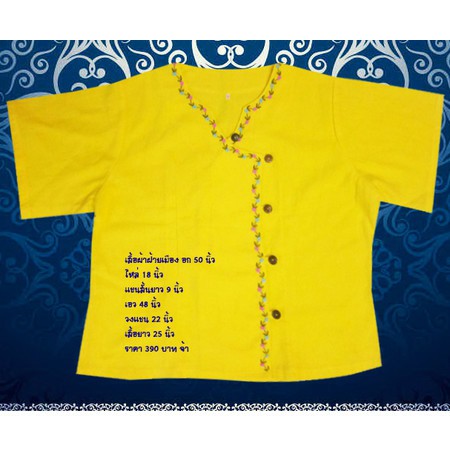 เสื้อผ้าฝ้ายเมือง อก 50 นิ้ว
ไหล่ 18 นิ้ว
แขนสั้นยาว 9 นิ้ว
เอว 48 นิ้ว
วงแขน 22 นิ้ว
เสื้อยาว 25 นิ้ว
ราคา 390 บาท จ้า